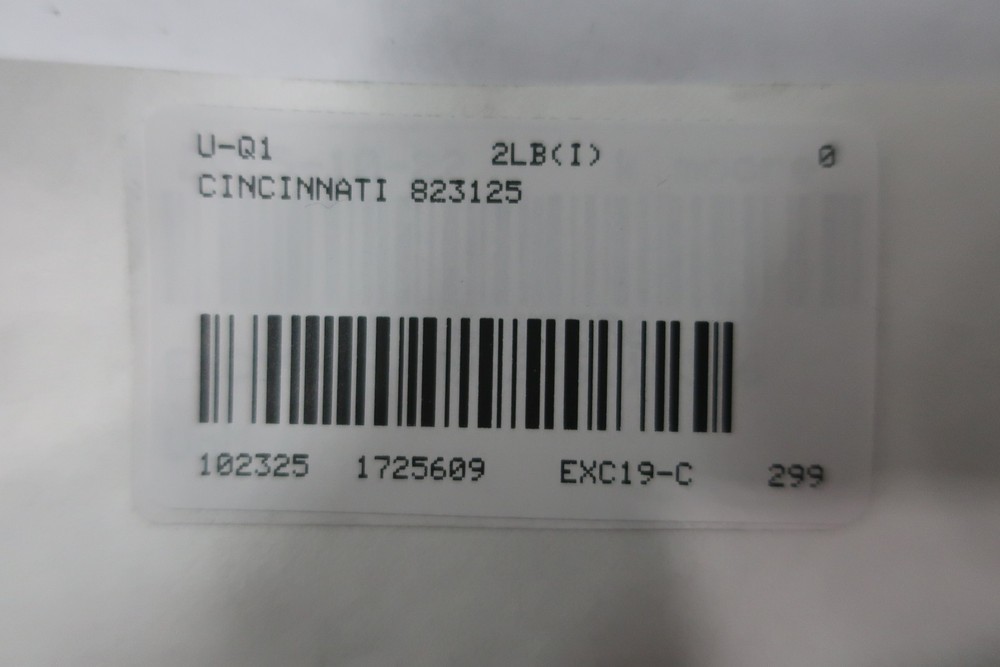 U-Q1 2LB(I) 0
CINCINNATI 823125
102325 1725609 EXC19-C 299